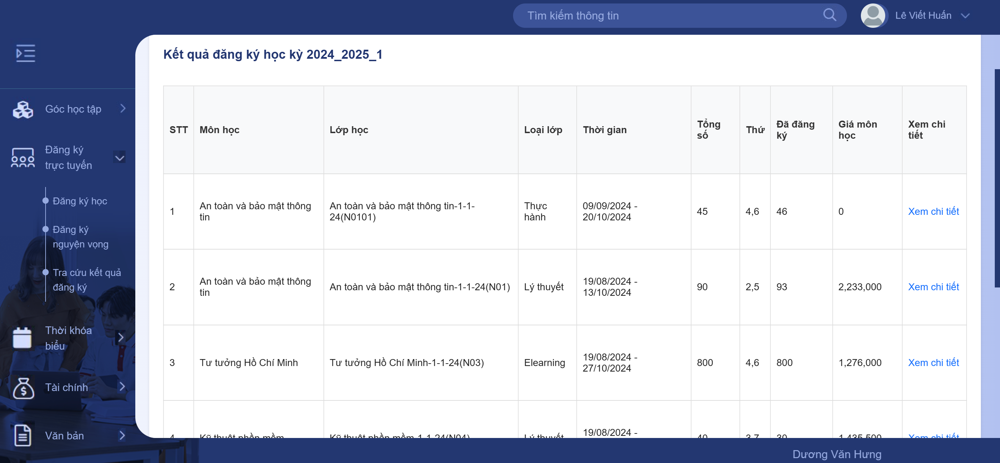 Tìm kiếm thông tin
Lê Viết Huấn
Góc học tập
Đăng ký
trực tuyến
Đăng ký học
Đăng ký
nguyện vọng
Tra cứu kết quả
đăng ký
Thời khóa
biểu
Tài chính
Văn bản
Kết quả đăng ký học kỳ 2024_2025_1
STT Môn học Lớp học Loại lớp Thời gian Tổng số Thứ Đã đăng ký Giá môn học Xem chi tiết
1 An toàn và bảo mật thông tin An toàn và bảo mật thông tin-1-1-24(N0101) Thực hành 09/09/2024 - 20/10/2024 45 4,6 46 0 Xem chi tiết
2 An toàn và bảo mật thông tin An toàn và bảo mật thông tin-1-1-24(N01) Lý thuyết 19/08/2024 - 13/10/2024 90 2,5 93 2,233,000 Xem chi tiết
3 Tư tưởng Hồ Chí Minh Tư tưởng Hồ Chí Minh-1-1-24(N03) Elearning 19/08/2024 - 27/10/2024 800 4,6 800 1,276,000 Xem chi tiết
4 Kỹ thuật phần mềm Kỹ thuật phần mềm-1-1-24(N04) Lý thuyết 19/08/2024 - 40 3,7 30 1,435,500 Xem chi tiết
Dương Văn Hưng